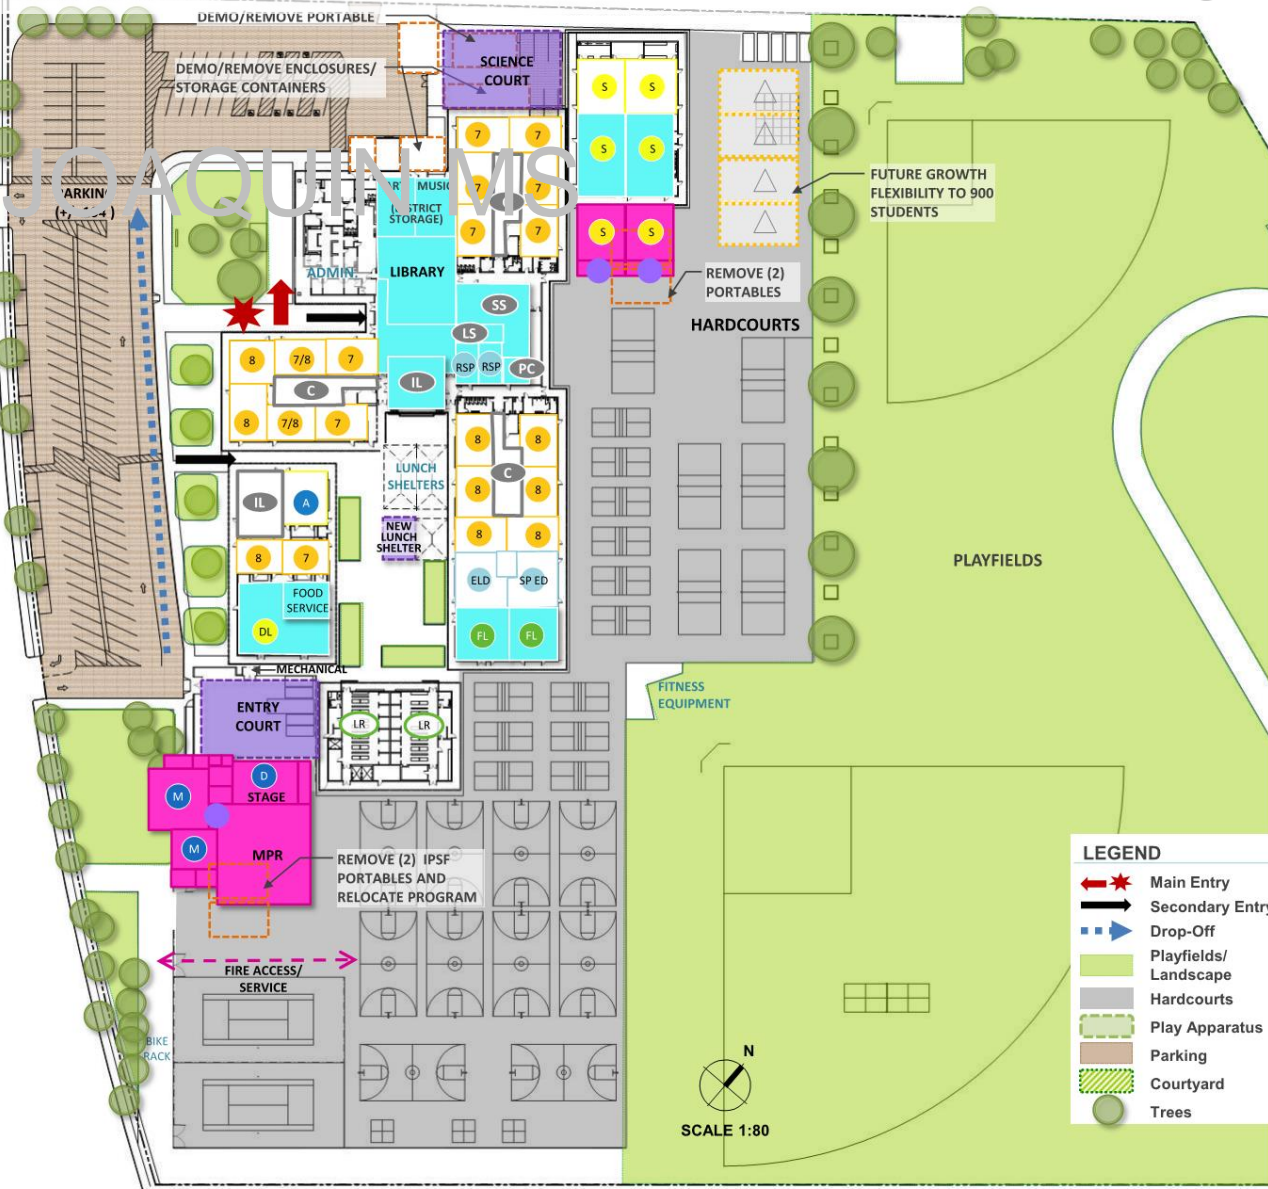 DEMO/REMOVE PORTABLE
SCIENCE
COURT
DEMO/REMOVE ENCLOSURES/
STORAGE CONTAINERS
JOAQUIN MS
PARKING
ART MUSIC
(DISTRICT
STORAGE)
LIBRARY
ADMIN.
7 7
7 7
C
7 7
S S
S S
S S
FUTURE GROWTH
FLEXIBILITY TO 900
STUDENTS
REMOVE (2)
PORTABLES
HARDCOURTS
SS
LS
RSP RSP PC
IL
8 7/8 7
C
8 7/8 7
LUNCH
SHELTERS
NEW
LUNCH
SHELTER
8 8
C
8 8
8 8
ELD SP ED
FL FL
IL A
8 7
FOOD
SERVICE
DL
PLAYFIELDS
MECHANICAL
FITNESS
EQUIPMENT
ENTRY
COURT
LR LR
D
STAGE
M
M
MPR
REMOVE (2) IPSF
PORTABLES AND
RELOCATE PROGRAM
FIRE ACCESS/
SERVICE
BIKE
RACK
N
SCALE 1:80
LEGEND
Main Entry
Secondary Entry
Drop-Off
Playfields/
Landscape
Hardcourts
Play Apparatus
Parking
Courtyard
Trees